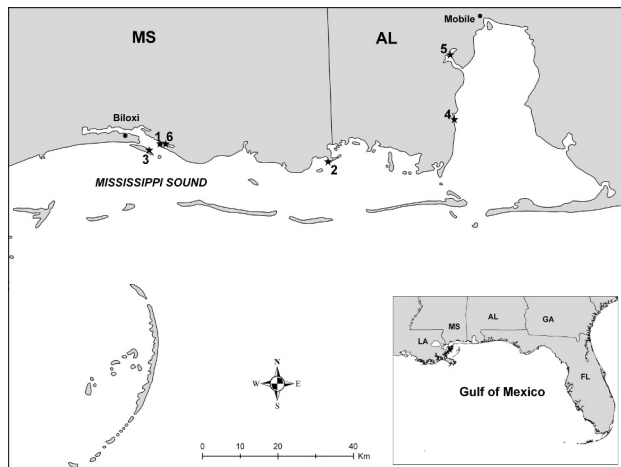 Mobile
MS
AL
5
Biloxi
4
1 6
3
2
MISSISSIPPI SOUND
MS
AL
GA
LA
FL
Gulf of Mexico
N
W E
S
0 10 20 40
Km